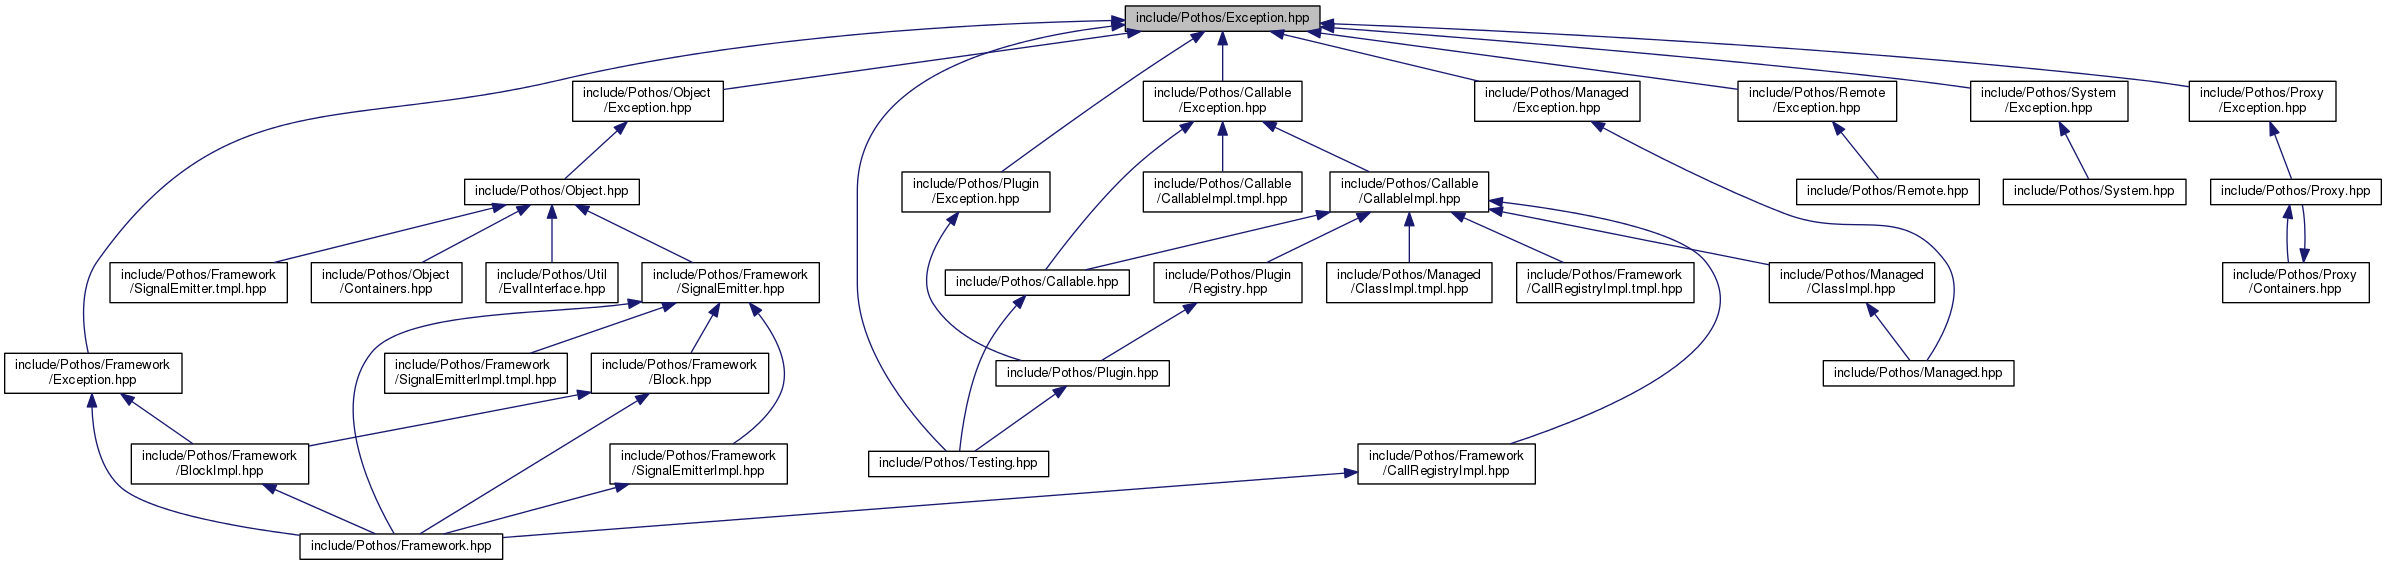 include/Pothos/Exception.hpp
include/Pothos/Object
/Exception.hpp
include/Pothos/Callable
/Exception.hpp
include/Pothos/Managed
/Exception.hpp
include/Pothos/Remote
/Exception.hpp
include/Pothos/System
/Exception.hpp
include/Pothos/Proxy
/Exception.hpp
include/Pothos/Object.hpp
include/Pothos/Plugin
/Exception.hpp
include/Pothos/Callable
/CallableImpl.tmpl.hpp
include/Pothos/Callable
/CallableImpl.hpp
include/Pothos/Remote.hpp
include/Pothos/System.hpp
include/Pothos/Proxy.hpp
include/Pothos/Framework
/SignalEmitter.tmpl.hpp
include/Pothos/Object
/Containers.hpp
include/Pothos/Util
/EvalInterface.hpp
include/Pothos/Framework
/SignalEmitter.hpp
include/Pothos/Callable.hpp
include/Pothos/Plugin
/Registry.hpp
include/Pothos/Managed
/ClassImpl.tmpl.hpp
include/Pothos/Framework
/CallRegistryImpl.tmpl.hpp
include/Pothos/Managed
/ClassImpl.hpp
include/Pothos/Proxy
/Containers.hpp
include/Pothos/Framework
/Exception.hpp
include/Pothos/Framework
/SignalEmitterImpl.tmpl.hpp
include/Pothos/Framework
/Block.hpp
include/Pothos/Plugin.hpp
include/Pothos/Managed.hpp
include/Pothos/Framework
/BlockImpl.hpp
include/Pothos/Framework
/SignalEmitterImpl.hpp
include/Pothos/Testing.hpp
include/Pothos/Framework
/CallRegistryImpl.hpp
include/Pothos/Framework.hpp